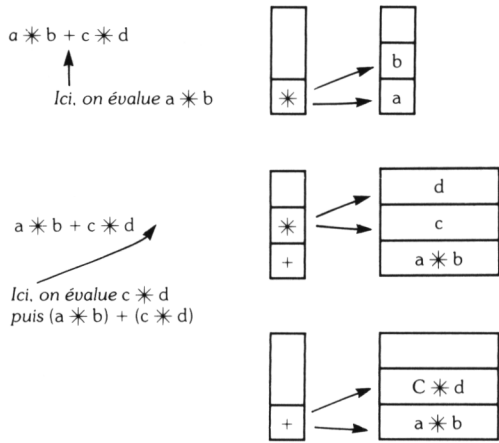 a * b + c * d
Ici, on évalue a * b
*
b
a
a * b + c * d
Ici, on évalue c * d
puis (a * b) + (c * d)
*
+
d
c
a * b
+
C * d
a * b